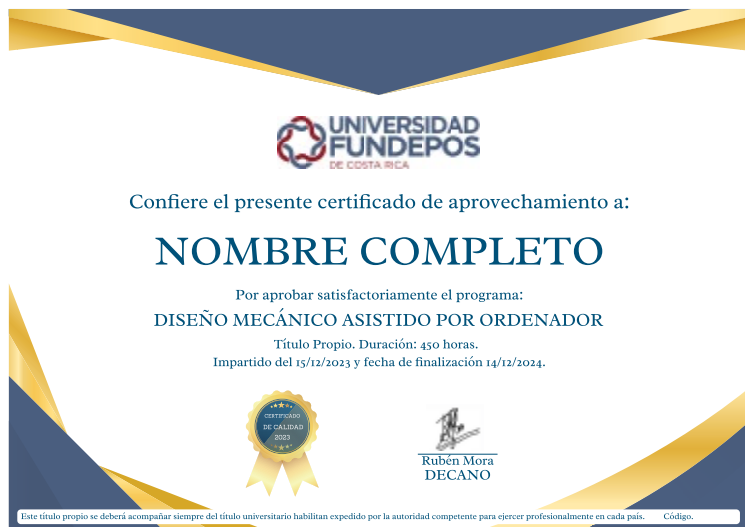 UNIVERSIDAD
FUNDEPOS
DE COSTA RICA
Confiere el presente certificado de aprovechamiento a:
NOMBRE COMPLETO
Por aprobar satisfactoriamente el programa:
DISEÑO MECÁNICO ASISTIDO POR ORDENADOR
Título Propio. Duración: 450 horas.
Impartido del 15/12/2023 y fecha de finalización 14/12/2024.
CERTIFICADO
DE CALIDAD
2023
Rubén Mora
DECANO
Este título propio se deberá acompañar siempre del título universitario habilitan expedido por la autoridad competente para ejercer profesionalmente en cada país. Código.